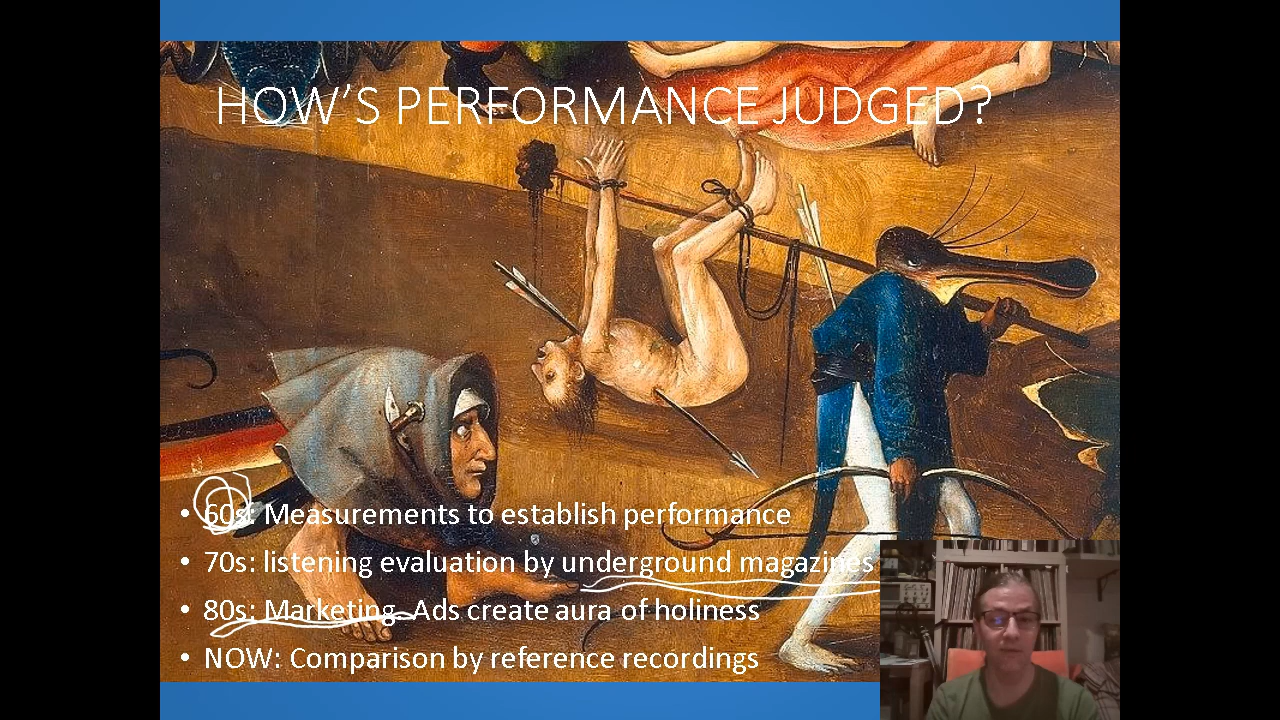 HOW'S PERFORMANCE JUDGED?
• 60s: Measurements to establish performance
• 70s: listening evaluation by underground magazines
• 80s: Marketing- Ads create aura of holiness
• NOW: Comparison by reference recordings